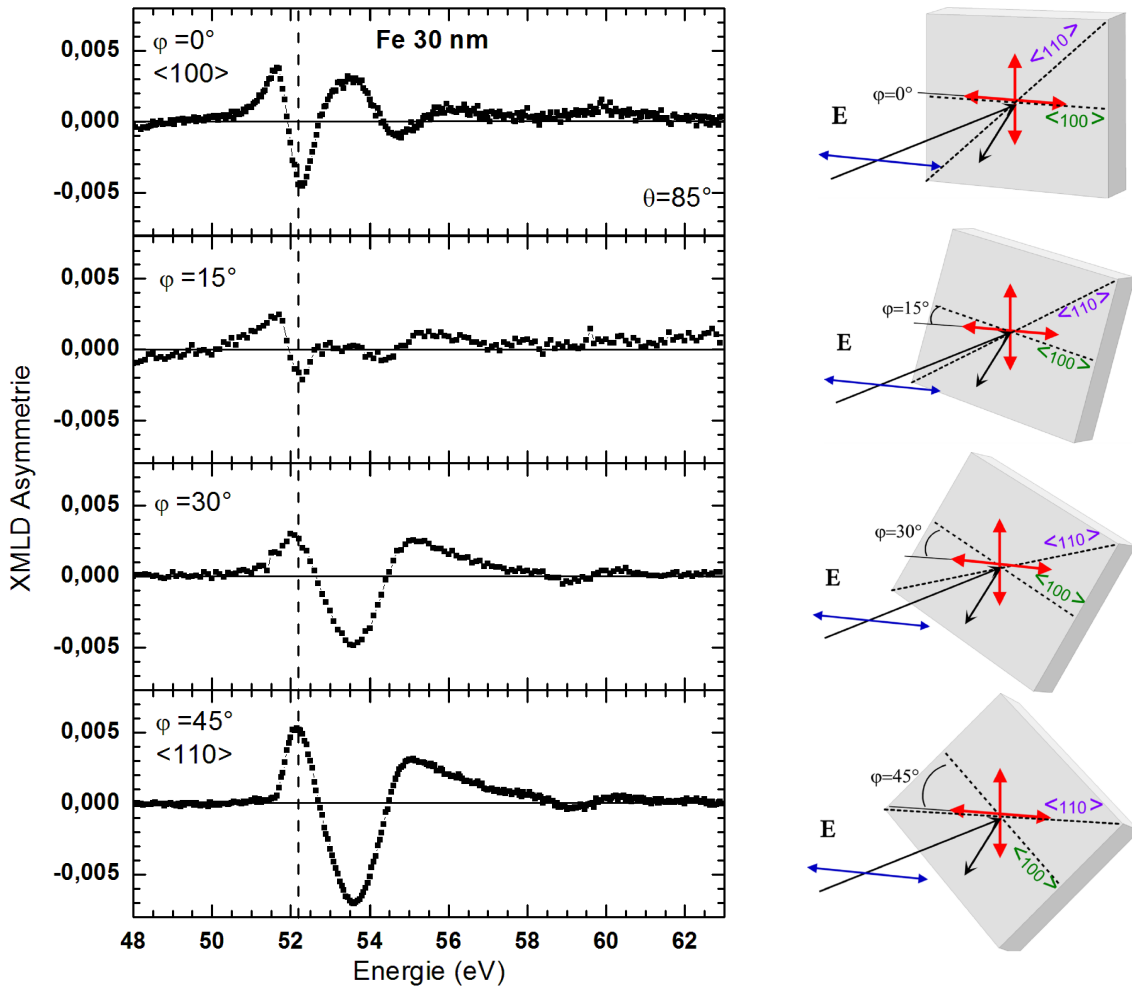 Fe 30 nm
φ =0°
<100>
θ=85°
0,005
0,000
-0,005
φ =15°
0,005
0,000
-0,005
φ =30°
0,005
0,000
-0,005
φ =45°
<110>
0,005
0,000
-0,005
48 50 52 54 56 58 60 62
Energie (eV)
XMLD Asymmetrie
<110>
φ=0°
E
<100>
<110>
φ=15°
E
<100>
<110>
φ=30°
E
<100>
φ=45°
<110>
E
<100>